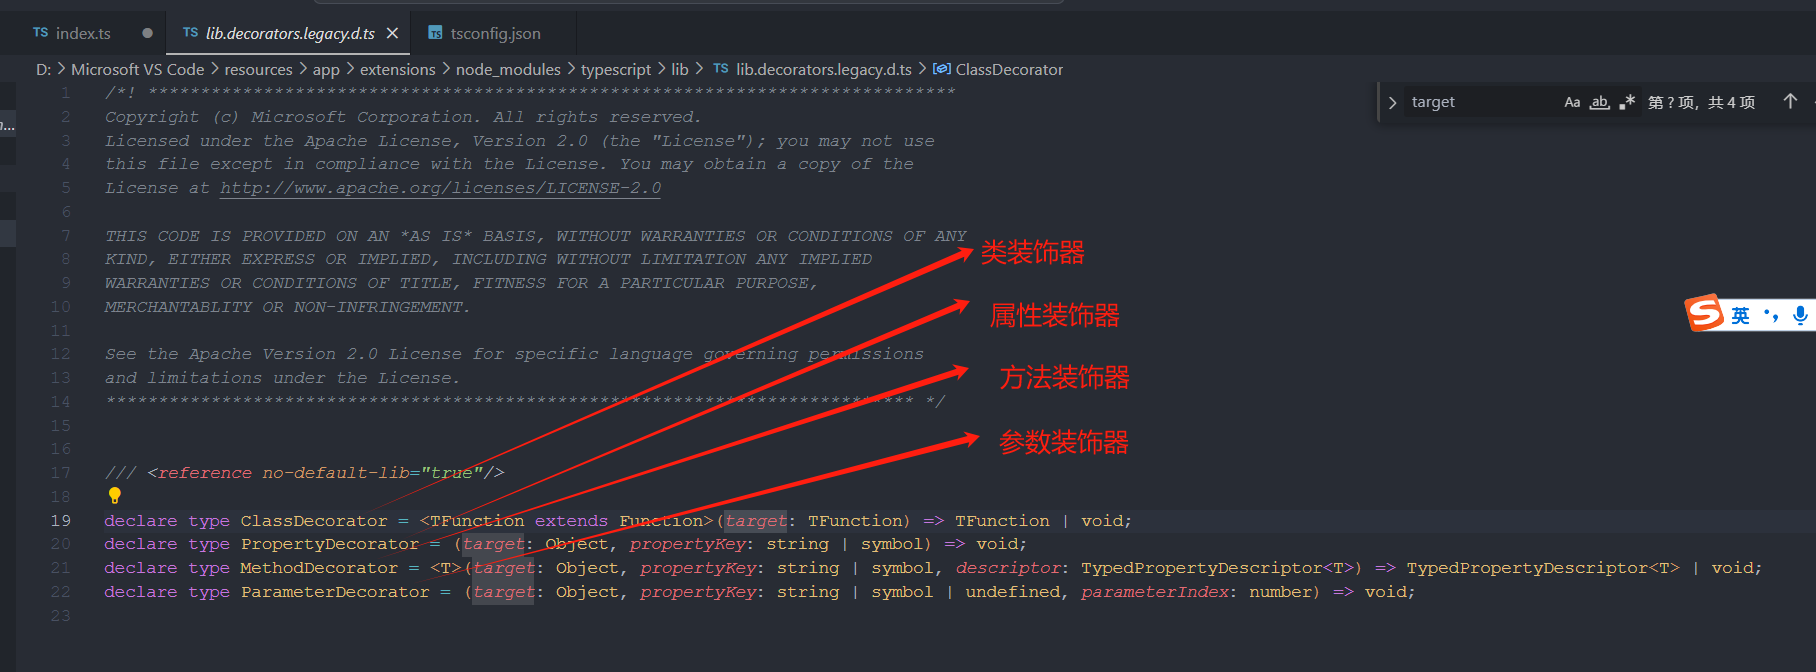 index.ts
lib.decorators.legacy.d.ts
tsconfig.json
D: > Microsoft VS Code > resources > app > extensions > node_modules > typescript > lib > TS lib.decorators.legacy.d.ts > ClassDecorator
target Aa ab .* 第 ? 项, 共 4 项
1 /*! *****************************************************************************
2 Copyright (c) Microsoft Corporation. All rights reserved.
3 Licensed under the Apache License, Version 2.0 (the "License"); you may not use
4 this file except in compliance with the License. You may obtain a copy of the
5 License at http://www.apache.org/licenses/LICENSE-2.0
6
7 THIS CODE IS PROVIDED ON AN *AS IS* BASIS, WITHOUT WARRANTIES OR CONDITIONS OF ANY
8 KIND, EITHER EXPRESS OR IMPLIED, INCLUDING WITHOUT LIMITATION ANY IMPLIED
类装饰器
9 WARRANTIES OR CONDITIONS OF TITLE, FITNESS FOR A PARTICULAR PURPOSE,
10 MERCHANTABLITY OR NON-INFRINGEMENT.
属性装饰器
英
11
12 See the Apache Version 2.0 License for specific language governing permissions
13 and limitations under the License.
方法装饰器
14 ***************************************************************************** */
15
参数装饰器
16
17 /// <reference no-default-lib="true"/>
18
19 declare type ClassDecorator = <TFunction extends Function>(target: TFunction) => TFunction | void;
20 declare type PropertyDecorator = (target: Object, propertyKey: string | symbol) => void;
21 declare type MethodDecorator = <T>(target: Object, propertyKey: string | symbol, descriptor: TypedPropertyDescriptor<T>) => TypedPropertyDescriptor<T> | void;
22 declare type ParameterDecorator = (target: Object, propertyKey: string | symbol | undefined, parameterIndex: number) => void;
23